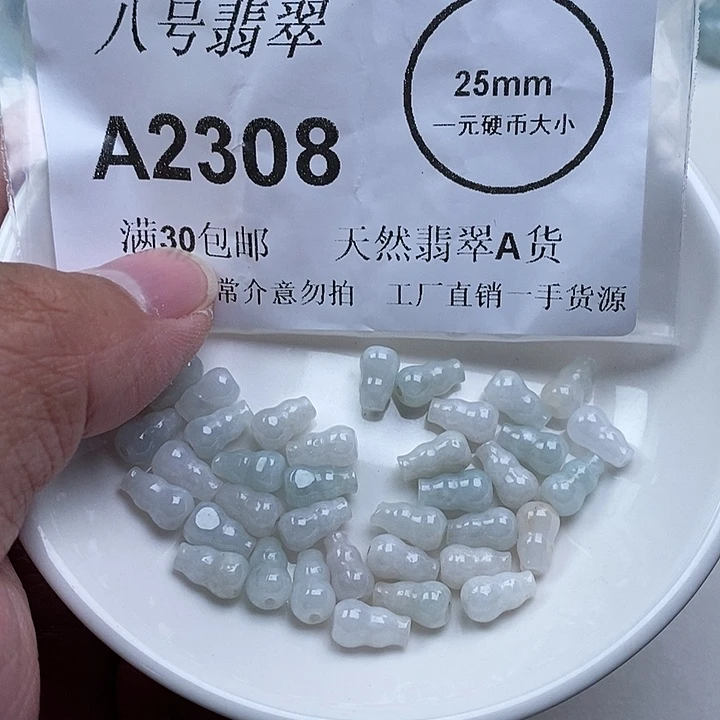 八号翡翠
25mm
一元硬币大小
A2308
满30包邮 天然翡翠A货
常介意勿拍 工厂直销一手货源